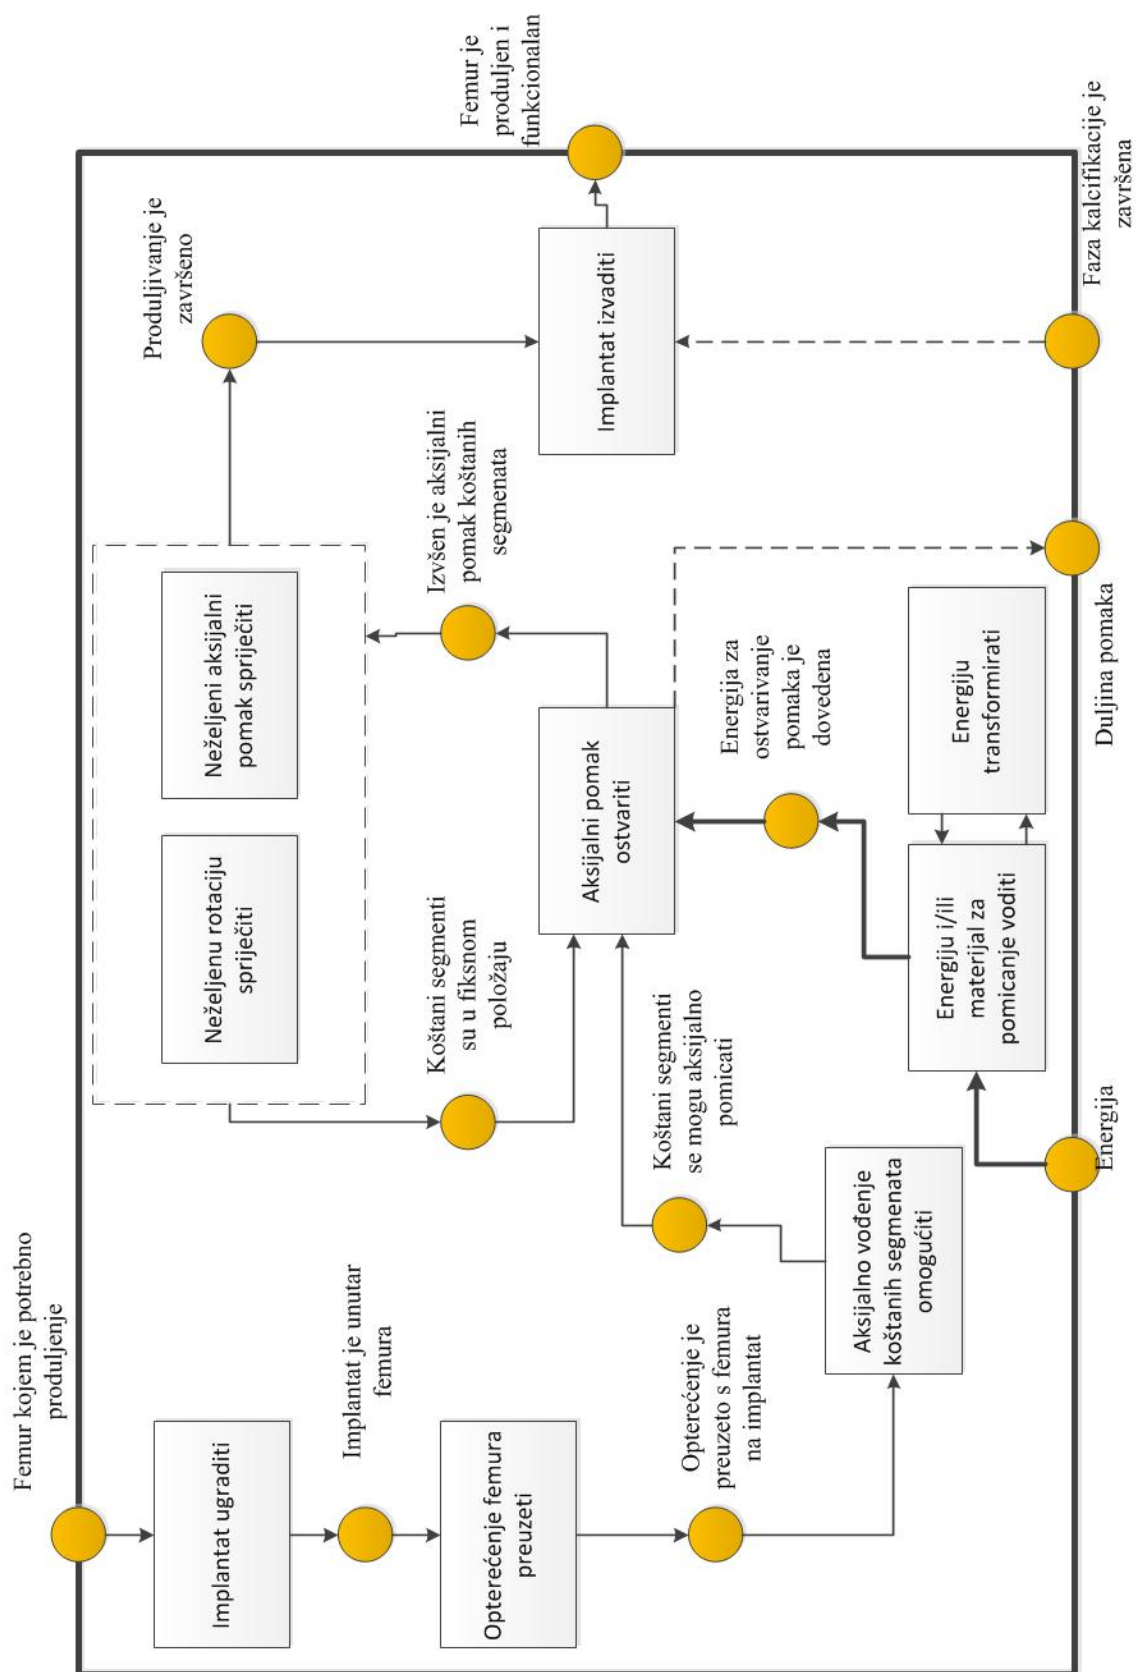 Femur kojem je potrebno
produljenje
Implantat ugraditi
Implantat je unutar
femura
Opterećenje femura
preuzeti
Opterećenje je
preuzeto s femura
na implantat
Aksijalno vođenje
koštanih segmenata
omogućiti
Koštani segmenti
se mogu aksijalno
pomicati
Neželjenu rotaciju
spriječiti
Neželjeni aksijalni
pomak spriječiti
Koštani segmenti
su u fiksnom
položaju
Aksijalni pomak
ostvariti
Izvšen je aksijalni
pomak koštanih
segmenata
Energija za
ostvarivanje
pomaka je
dovedena
Energiju i/ili
materijal za
pomicanje voditi
Energiju
transformirati
Energija
Duljina pomaka
Produljivanje je
završeno
Implantat izvaditi
Femur je
produljen i
funkcionalan
Faza kalcifikacije je
završena